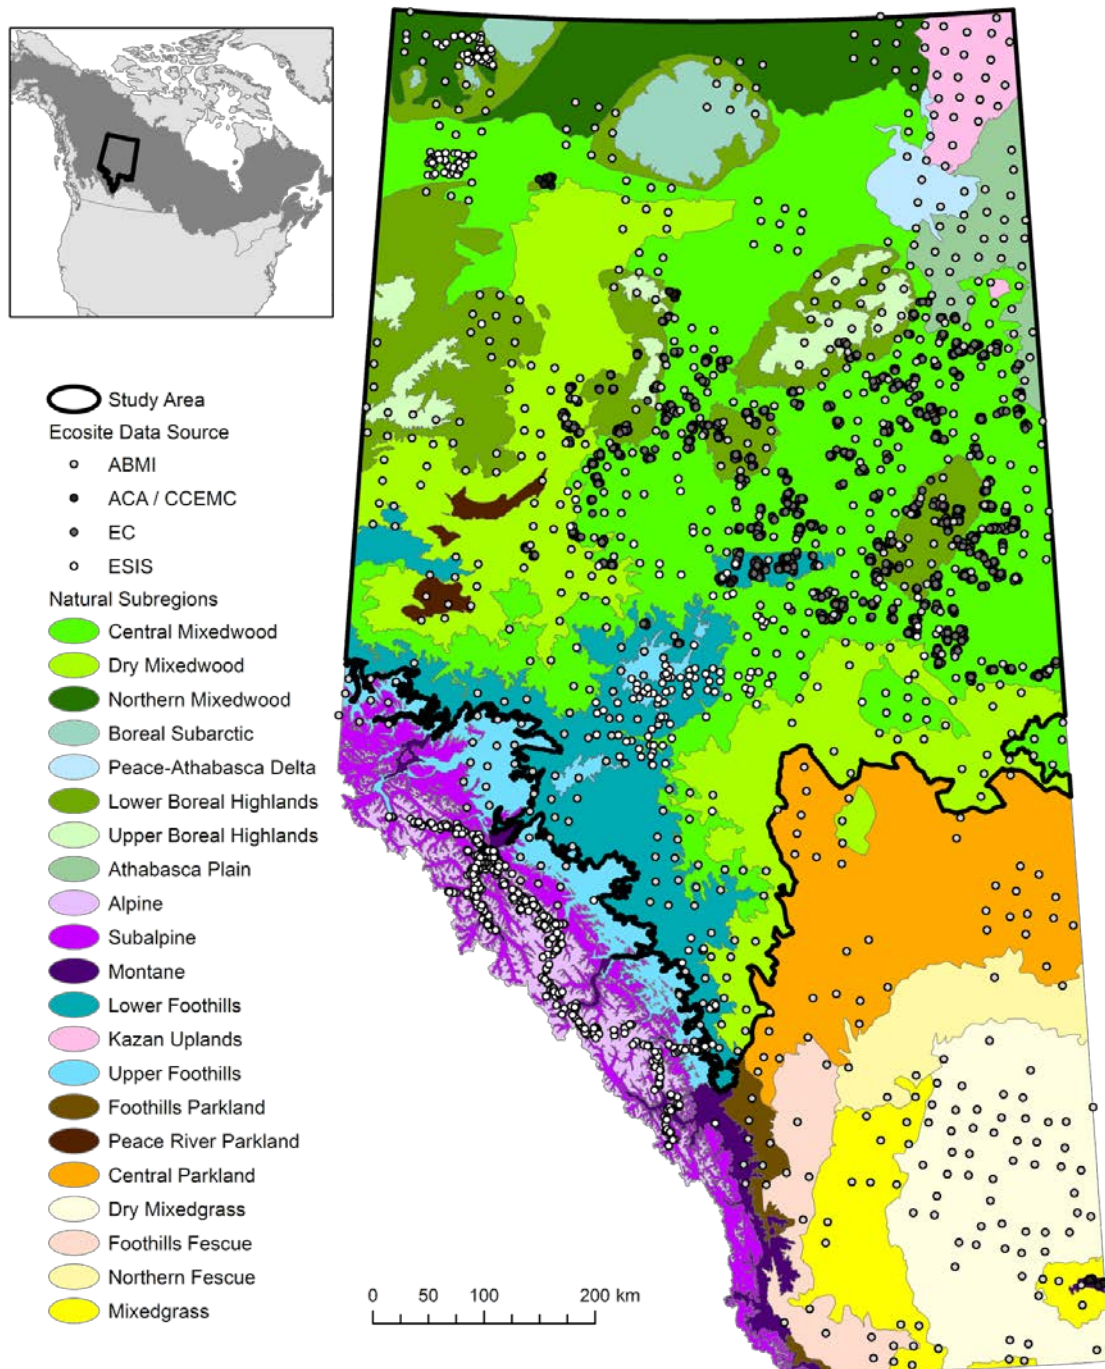 Study Area
Ecosite Data Source
ABMI
ACA / CCEMC
EC
ESIS
Natural Subregions
Central Mixedwood
Dry Mixedwood
Northern Mixedwood
Boreal Subarctic
Peace-Athabasca Delta
Lower Boreal Highlands
Upper Boreal Highlands
Athabasca Plain
Alpine
Subalpine
Montane
Lower Foothills
Kazan Uplands
Upper Foothills
Foothills Parkland
Peace River Parkland
Central Parkland
Dry Mixedgrass
Foothills Fescue
Northern Fescue
Mixedgrass
0 50 100 200 km